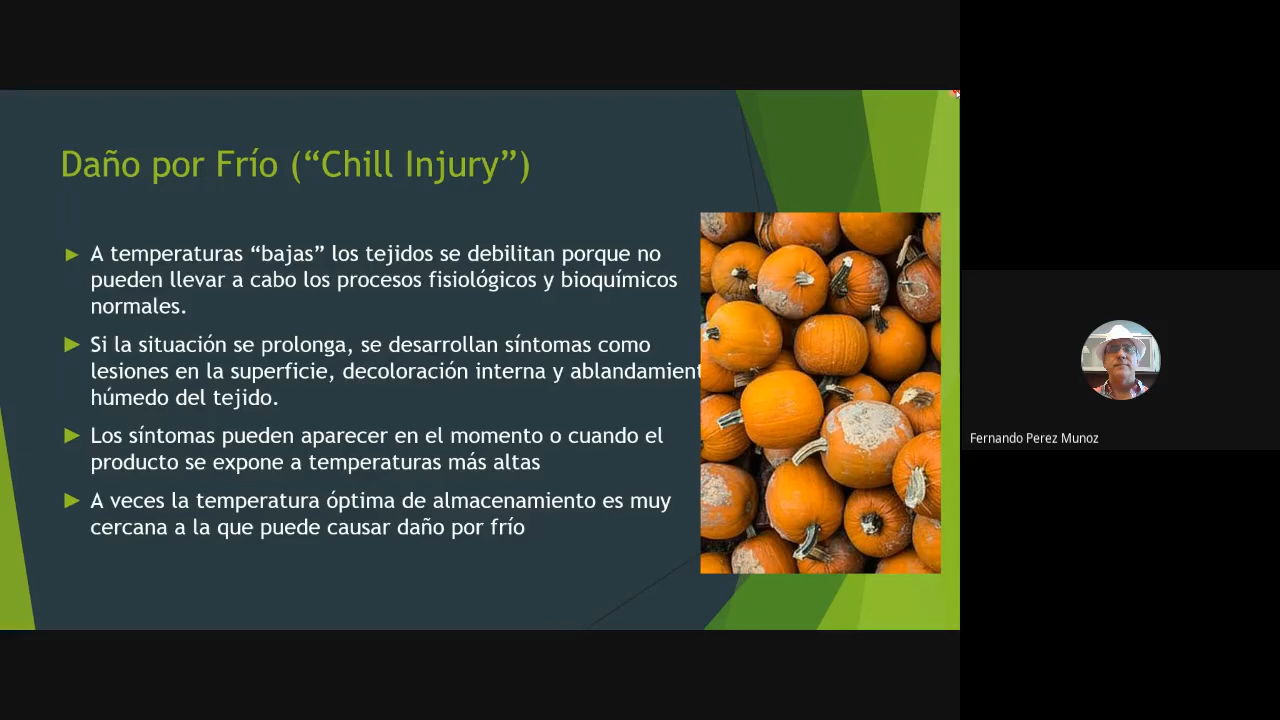 Daño por Frío (“Chill Injury”)
A temperaturas “bajas” los tejidos se debilitan porque no
pueden llevar a cabo los procesos fisiológicos y bioquímicos
normales.
Si la situación se prolonga, se desarrollan síntomas como
lesiones en la superficie, decoloración interna y ablandamient
húmedo del tejido.
Los síntomas pueden aparecer en el momento o cuando el
producto se expone a temperaturas más altas
A veces la temperatura óptima de almacenamiento es muy
cercana a la que puede causar daño por frío
Fernando Perez Munoz